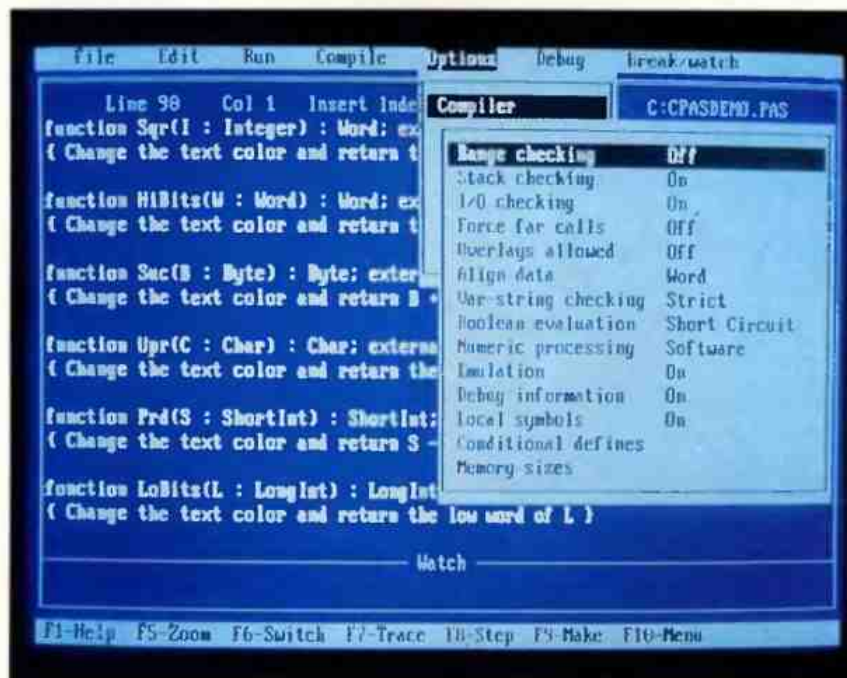 File Edit Run Compile Options Debug Break/watch
Line 90 Col 1 Insert Inde
C:CPASDEMO.PAS
function Sqr(I : Integer) : Word; ex
{ Change the text color and return t
function HiBits(W : Word) : Word; ex
{ Change the text color and return t
function Suc(B : Byte) : Byte; exter
{ Change the text color and return B +
function Upr(C : Char) : Char; externa
{ Change the text color and return the
function Prd(S : ShortInt) : ShortInt;
{ Change the text color and return S -
function LoBits(L : LongInt) : LongInt
{ Change the text color and return the low word of L }
Compiler
Range checking Off
Stack checking On
I/O checking On
Force far calls Off
Overlays allowed Off
Align data Word
Var-string checking Strict
Boolean evaluation Short Circuit
Numeric processing Software
Emulation On
Debug information On
Local symbols On
Conditional defines
Memory sizes
Watch
F1-Help F5-Zoom F6-Switch F7-Trace F8-Step F9-Make F10-Menu